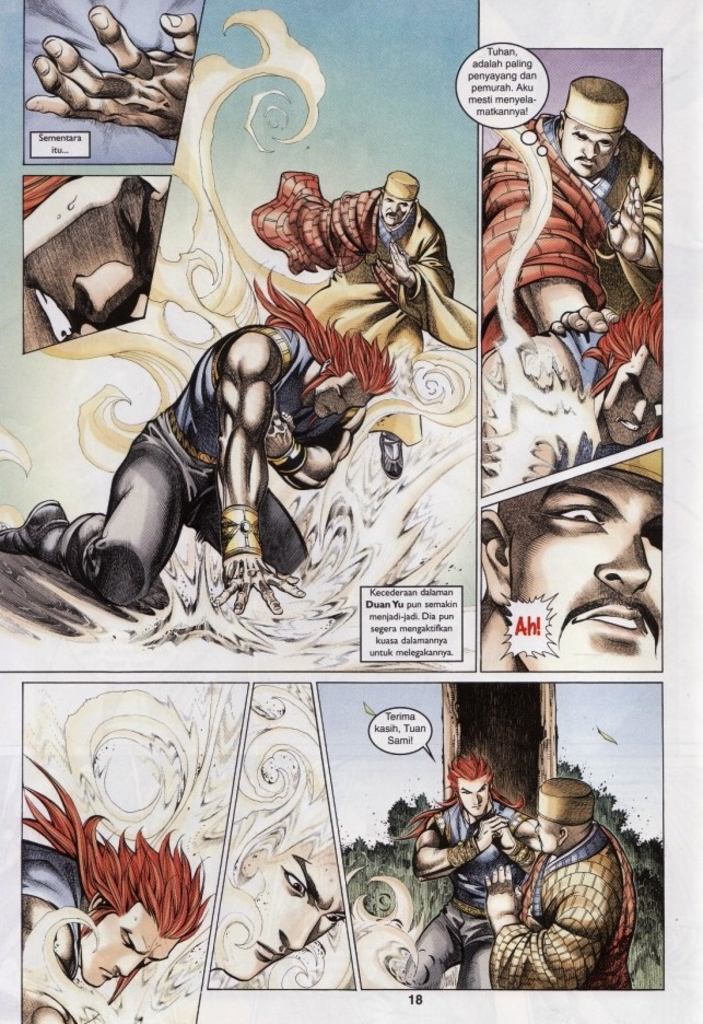 Sementara
itu...
Tuhan,
adalah paling
penyayang dan
pemurah. Aku
mesti menyela-
matkannya!
Kecederaan dalaman
Duan Yu pun semakin
menjadi-jadi. Dia pun
segera mengaktifkan
kuasa dalamannya
untuk melegakannya.
Ah!
Terima
kasih, Tuan
Sami!
18